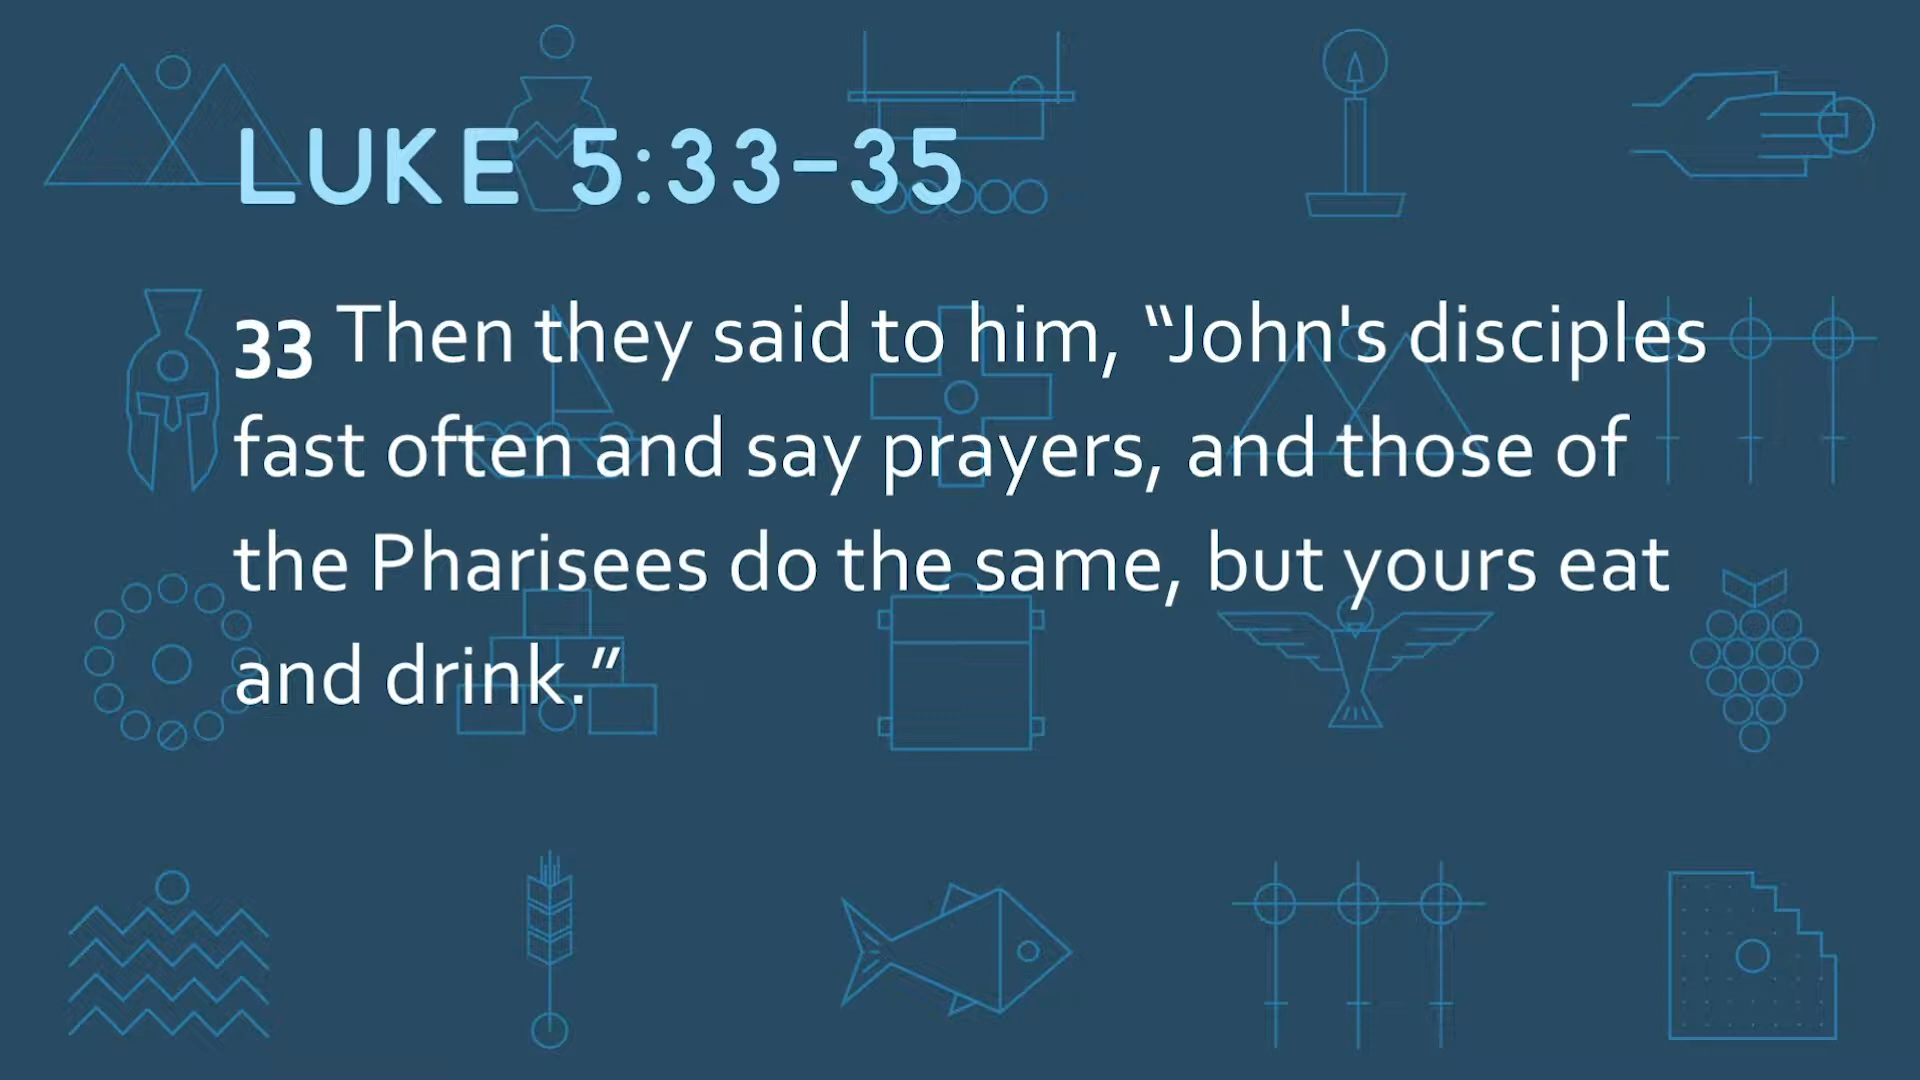 LUKE 5:33-35
33 Then they said to him, “John's disciples
fast often and say prayers, and those of
the Pharisees do the same, but yours eat
and drink.”